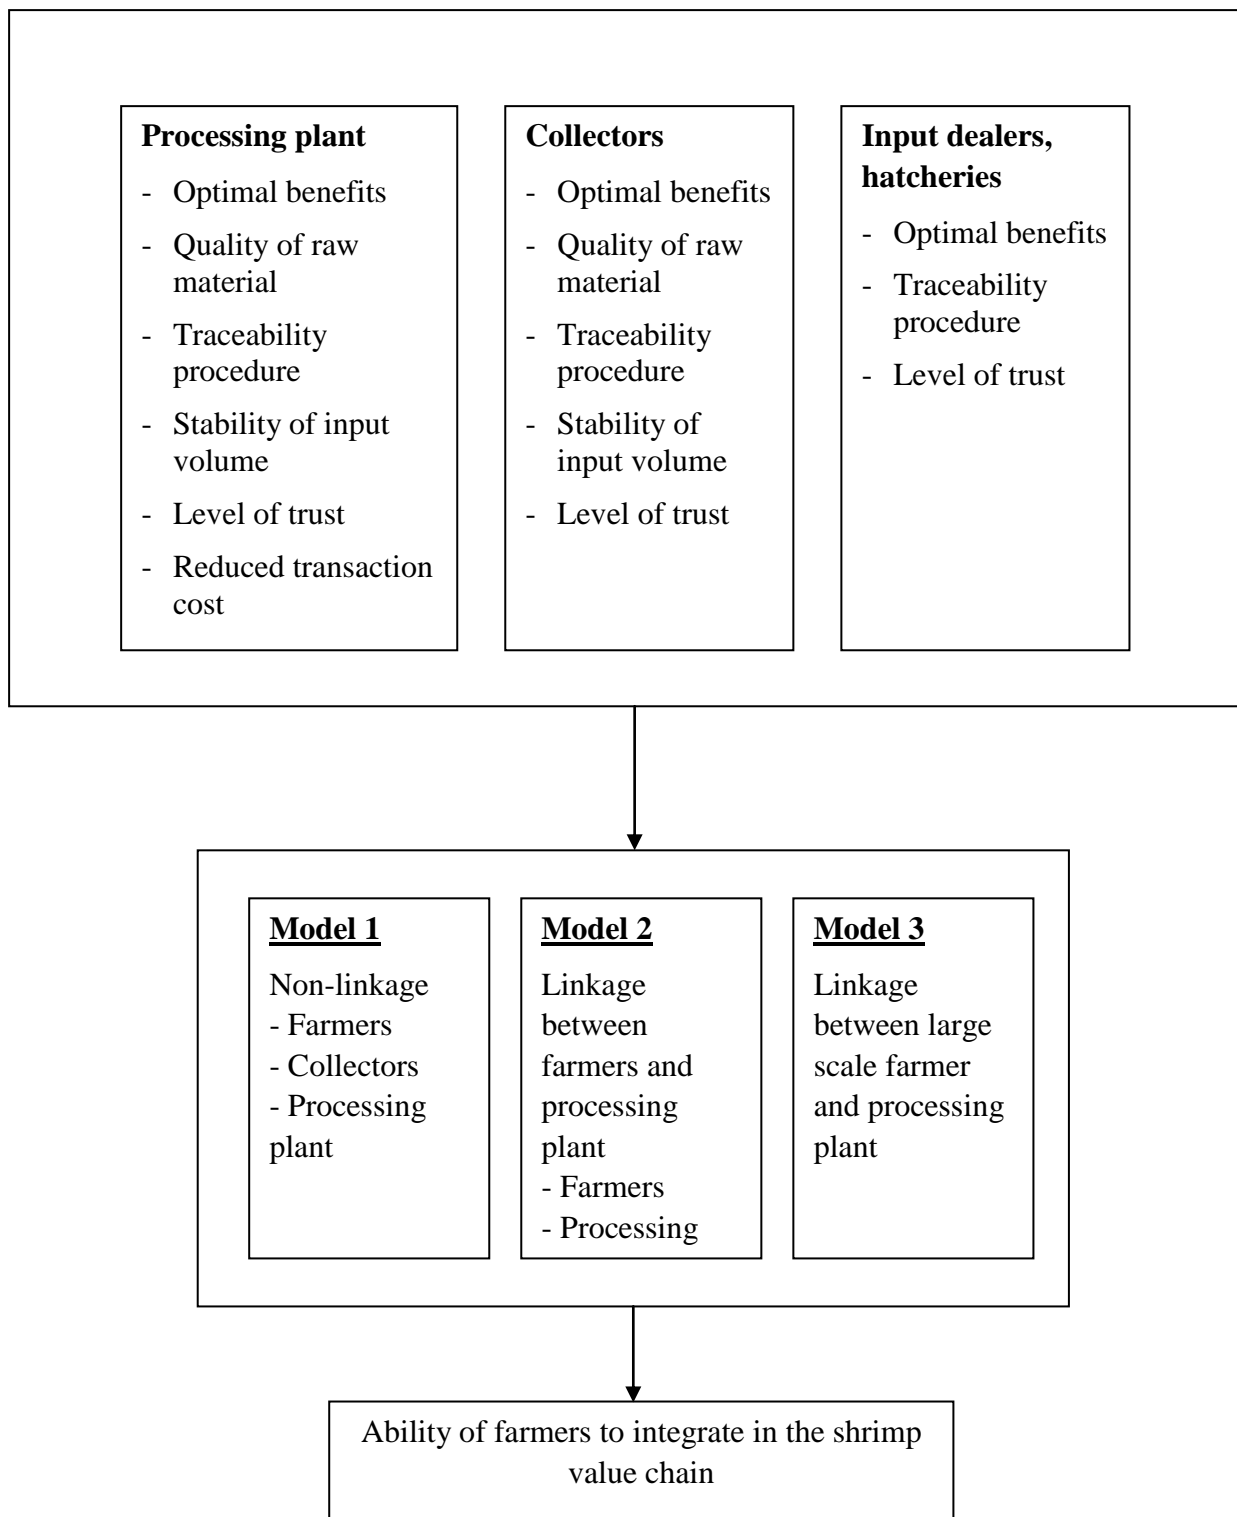 Processing plant
- Optimal benefits
- Quality of raw
material
- Traceability
procedure
- Stability of input
volume
- Level of trust
- Reduced transaction
cost
Collectors
- Optimal benefits
- Quality of raw
material
- Traceability
procedure
- Stability of
input volume
- Level of trust
Input dealers,
hatcheries
- Optimal benefits
- Traceability
procedure
- Level of trust
Model 1
Non-linkage
- Farmers
- Collectors
- Processing
plant
Model 2
Linkage
between
farmers and
processing
plant
- Farmers
- Processing
Model 3
Linkage
between large
scale farmer
and processing
plant
Ability of farmers to integrate in the shrimp
value chain